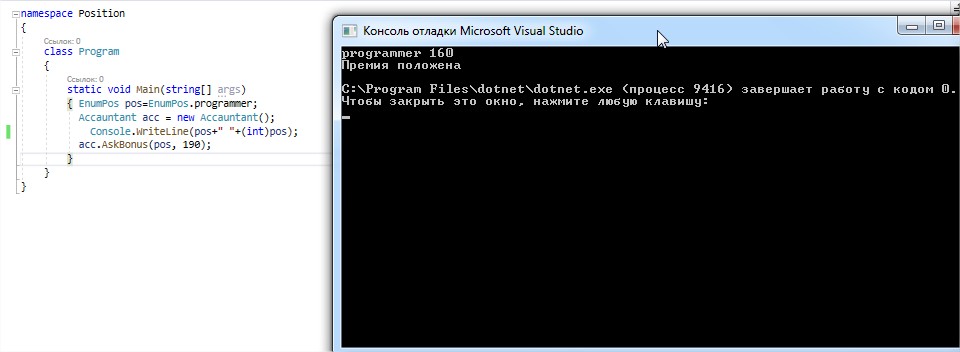 namespace Position
{
Ссылок: 0
class Program
{
Ссылок: 0
static void Main(string[] args)
{ EnumPos pos=EnumPos.programmer;
Accauntant acc = new Accauntant();
Console.WriteLine(pos+" "+(int)pos);
acc.AskBonus(pos, 190);
}
}
}
Консоль отладки Microsoft Visual Studio
programmer 160
Премия положена
C:\Program Files\dotnet\dotnet.exe (процесс 9416) завершает работу с кодом 0.
Чтобы закрыть это окно, нажмите любую клавишу: